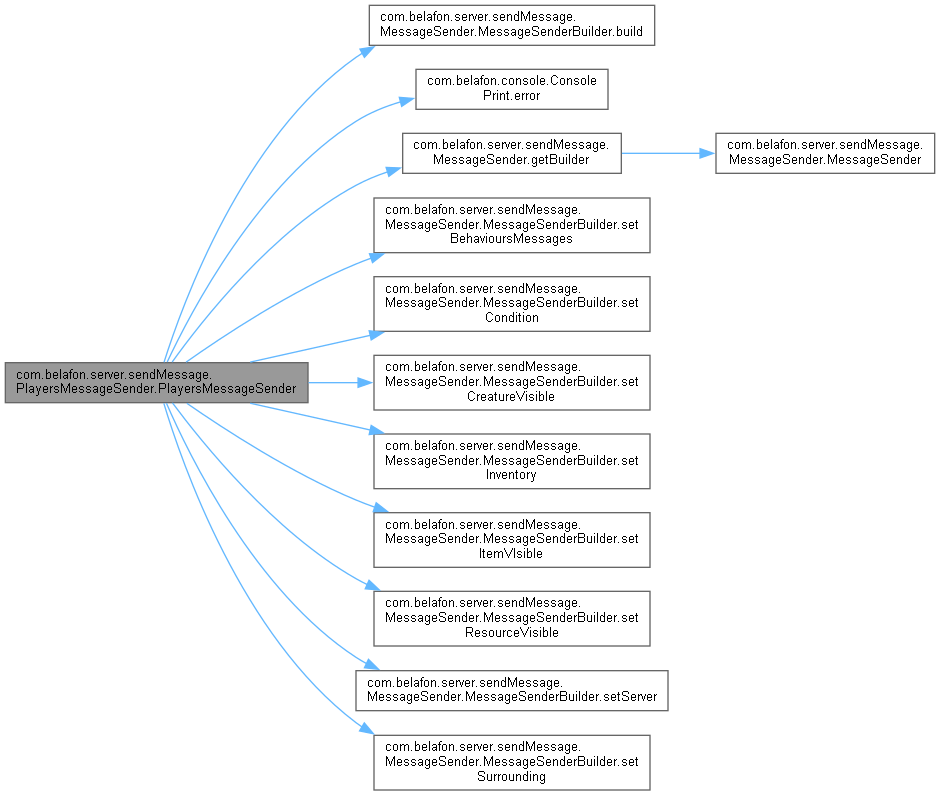 com.belafon.server.sendMessage.
MessageSender.MessageSenderBuilder.build
com.belafon.console.Console
Print.error
com.belafon.server.sendMessage.
MessageSender.getBuilder
com.belafon.server.sendMessage.
MessageSender.MessageSender
com.belafon.server.sendMessage.
MessageSender.MessageSenderBuilder.set
BehavioursMessages
com.belafon.server.sendMessage.
MessageSender.MessageSenderBuilder.set
Condition
com.belafon.server.sendMessage.
PlayersMessageSender.PlayersMessageSender
com.belafon.server.sendMessage.
MessageSender.MessageSenderBuilder.set
CreatureVisible
com.belafon.server.sendMessage.
MessageSender.MessageSenderBuilder.set
Inventory
com.belafon.server.sendMessage.
MessageSender.MessageSenderBuilder.set
ItemVIsible
com.belafon.server.sendMessage.
MessageSender.MessageSenderBuilder.set
ResourceVisible
com.belafon.server.sendMessage.
MessageSender.MessageSenderBuilder.setServer
com.belafon.server.sendMessage.
MessageSender.MessageSenderBuilder.set
Surrounding